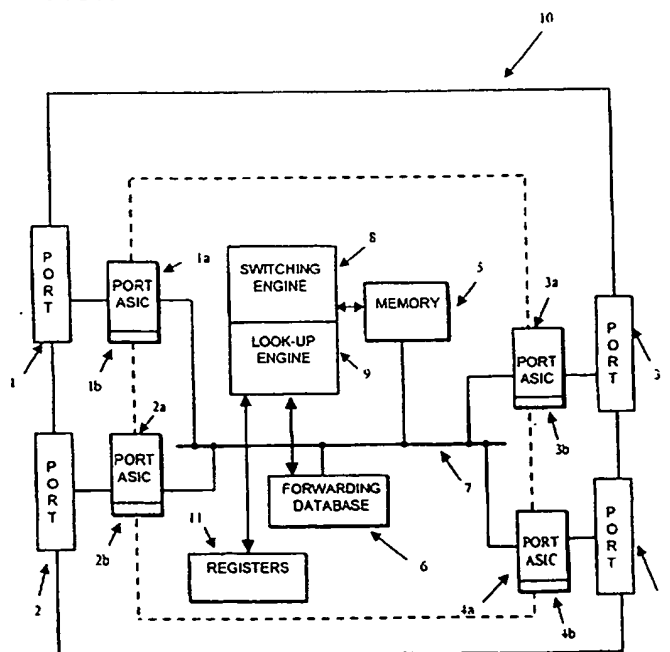 10
PORT
1
1a
PORT
ASIC
1b
8
SWITCHING
ENGINE
LOOK-UP
ENGINE
9
MEMORY
5
3a
PORT
ASIC
3b
PORT
3
PORT
2
2a
PORT
ASIC
2b
7
FORWARDING
DATABASE
6
11
REGISTERS
PORT
ASIC
4a
4b
PORT